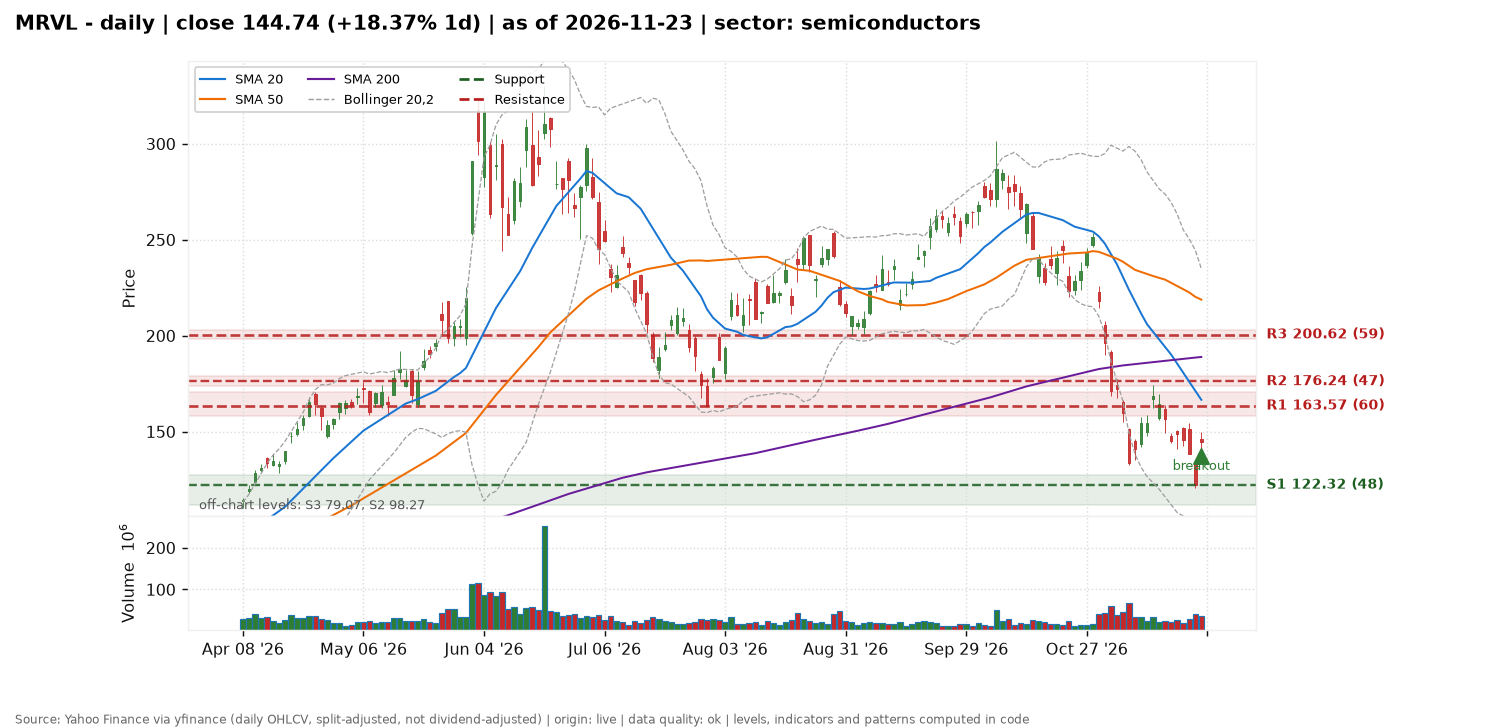 MRVL - daily | close 144.74 (+18.37% 1d) | as of 2026-11-23 | sector: semiconductors
SMA 20
SMA 50
SMA 200
Bollinger 20,2
Support
Resistance
Price
300
250
200
150
R3 200.62 (59)
R2 176.24 (47)
R1 163.57 (60)
S1 122.32 (48)
breakout
off-chart levels: S3 79.07, S2 98.27
Volume 10^6
200
100
Apr 08 '26
May 06 '26
Jun 04 '26
Jul 06 '26
Aug 03 '26
Aug 31 '26
Sep 29 '26
Oct 27 '26
Source: Yahoo Finance via yfinance (daily OHLCV, split-adjusted, not dividend-adjusted) | origin: live | data quality: ok | levels, indicators and patterns computed in code